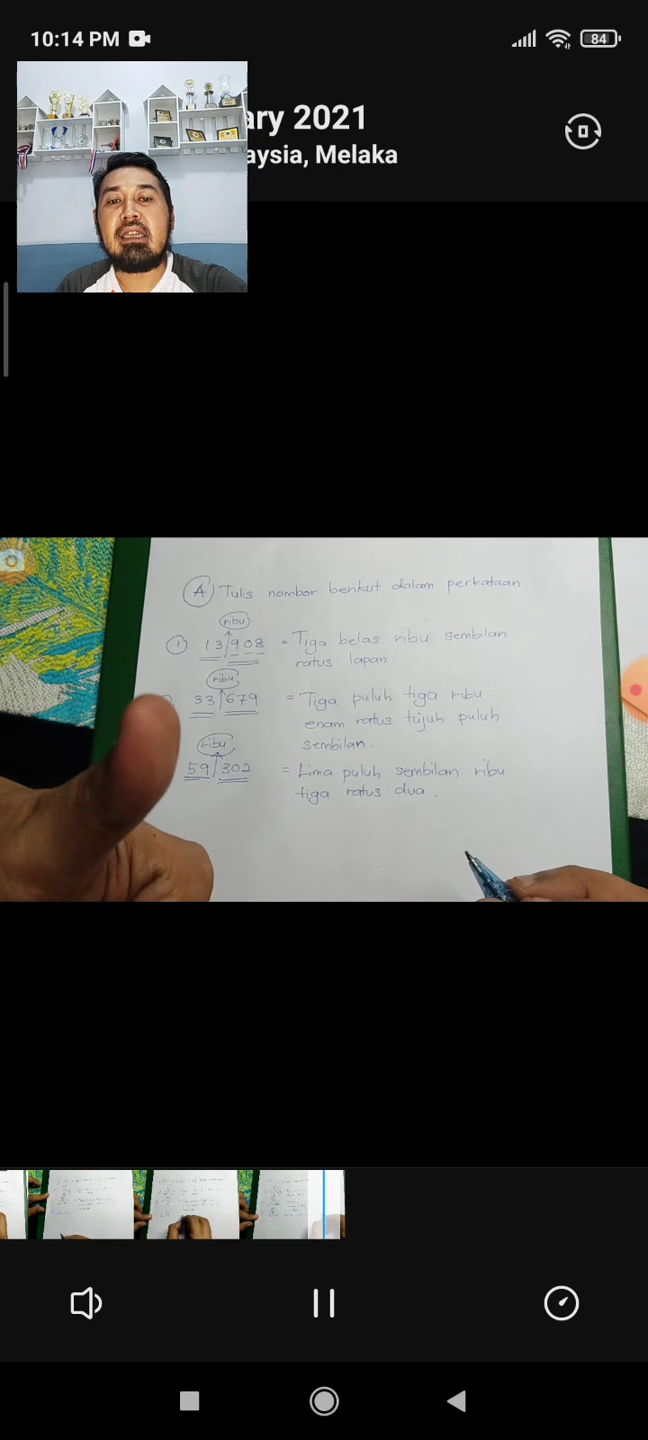 10:14 PM
84
ary 2021
aysia, Melaka
A Tulis nombor berikut dalam perkataan.
ribu
1 13/908 = Tiga belas ribu sembilan
ratus lapan.
ribu
33/679 = Tiga puluh tiga ribu
enam ratus tujuh puluh
sembilan.
ribu
59/302 = Lima puluh sembilan ribu
tiga ratus dua.